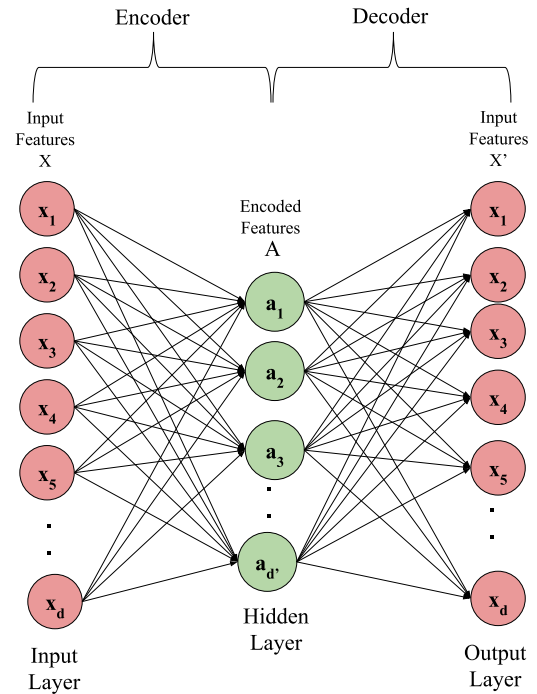 Encoder
Decoder
Input
Features
X
Input
Features
X’
Encoded
Features
A
x1
x2
x3
x4
x5
xd
a1
a2
a3
ad’
x1
x2
x3
x4
x5
xd
Input
Layer
Hidden
Layer
Output
Layer